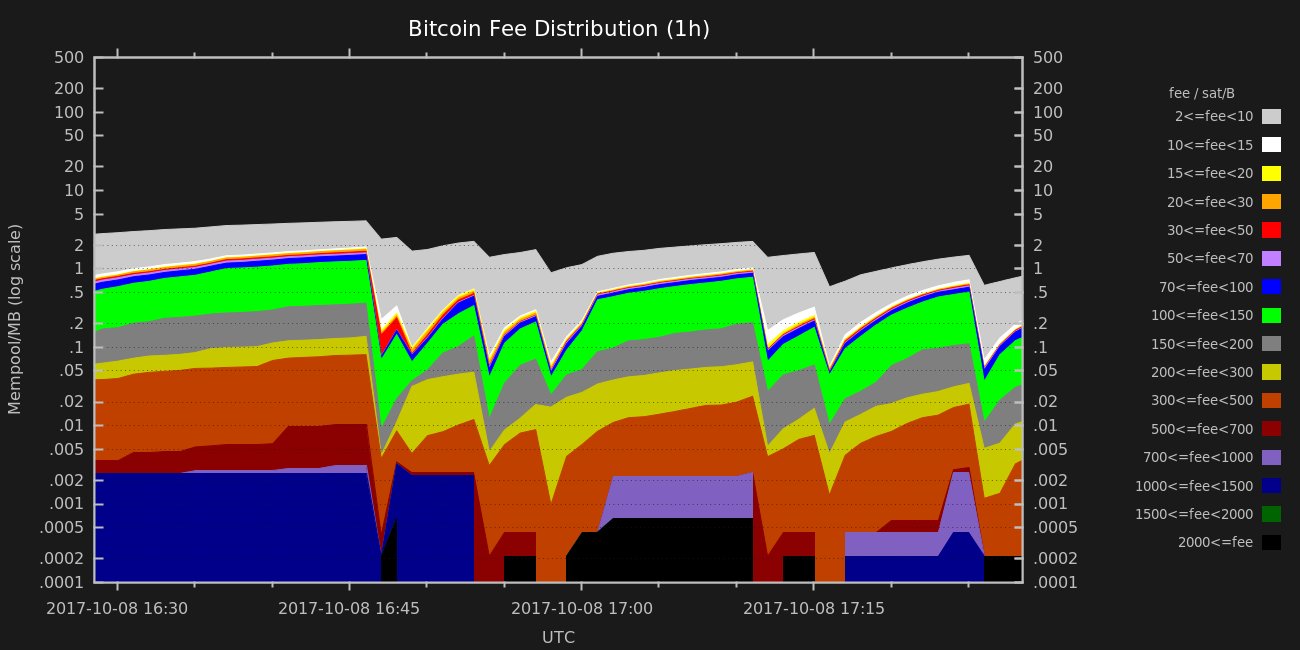 Bitcoin Fee Distribution (1h)
Mempool/MB (log scale)
500
200
100
50
20
10
5
2
1
.5
.2
.1
.05
.02
.01
.005
.002
.001
.0005
.0002
.0001
500
200
100
50
20
10
5
2
1
.5
.2
.1
.05
.02
.01
.005
.002
.001
.0005
.0002
.0001
2017-10-08 16:30
2017-10-08 16:45
2017-10-08 17:00
2017-10-08 17:15
UTC
fee / sat/B
2<=fee<10
10<=fee<15
15<=fee<20
20<=fee<30
30<=fee<50
50<=fee<70
70<=fee<100
100<=fee<150
150<=fee<200
200<=fee<300
300<=fee<500
500<=fee<700
700<=fee<1000
1000<=fee<1500
1500<=fee<2000
2000<=fee